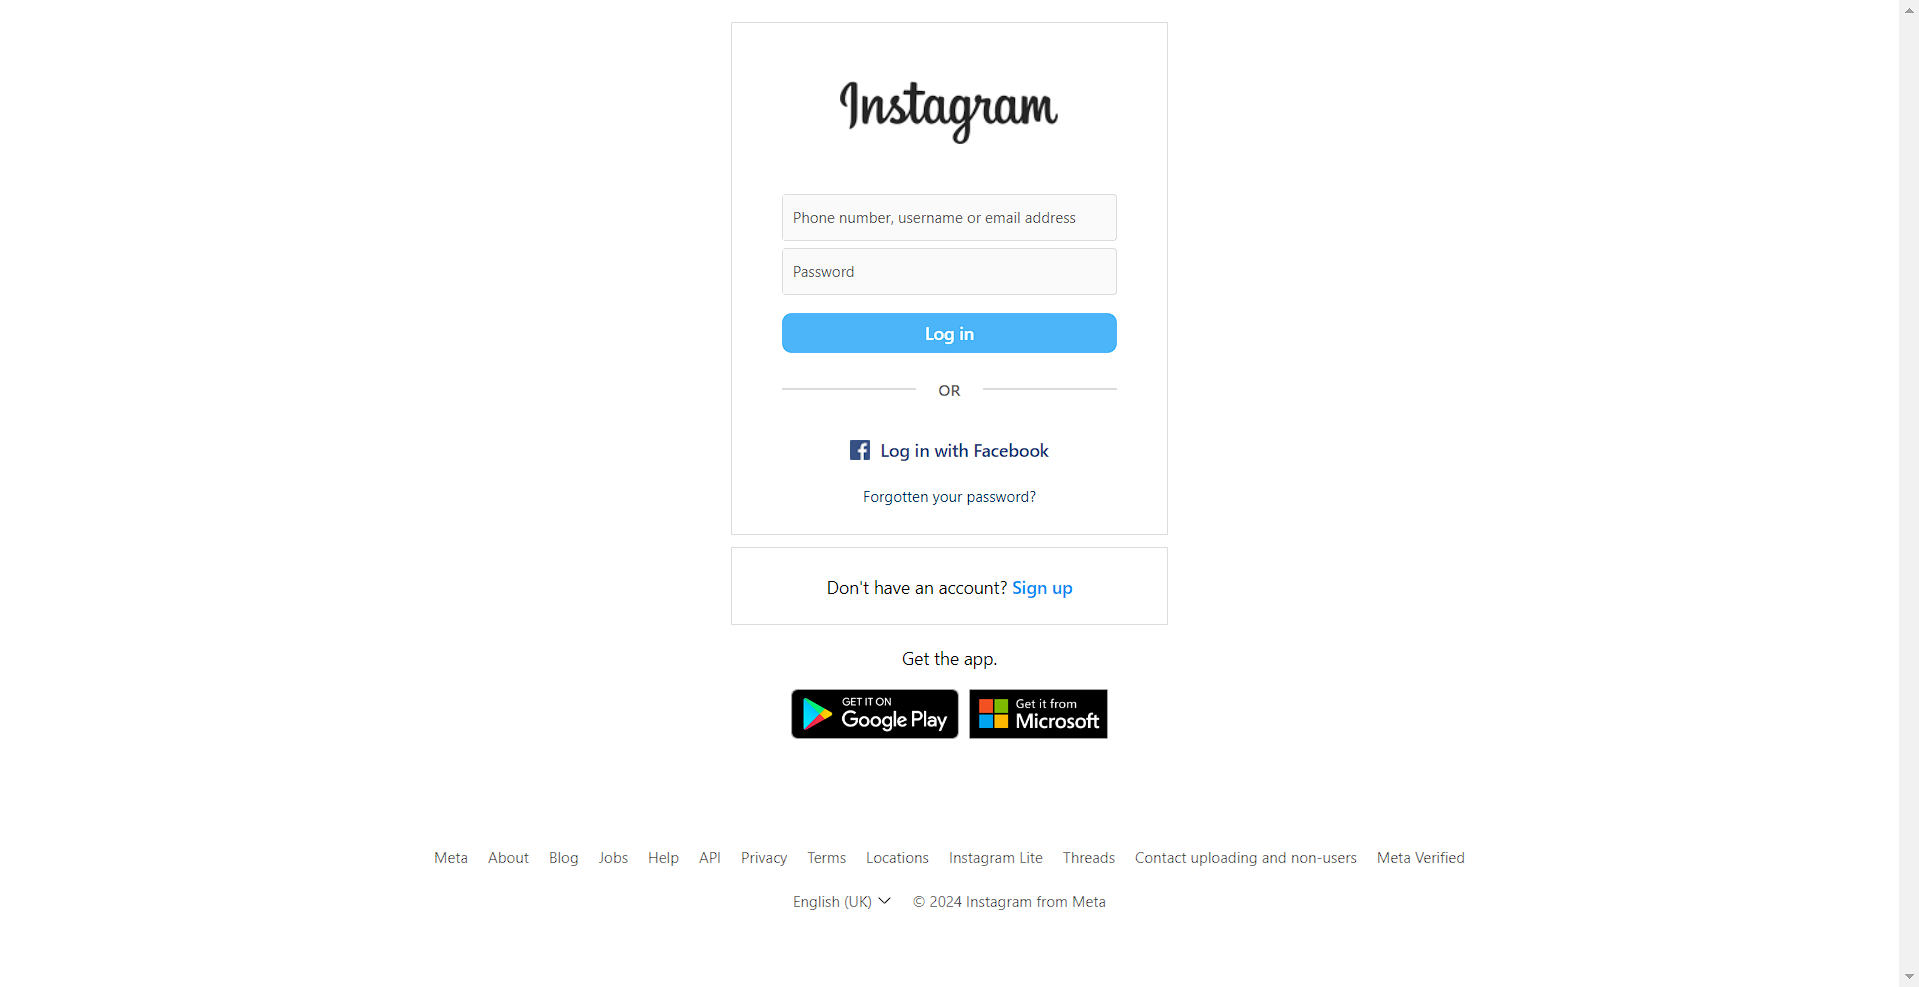 Instagram
Phone number, username or email address
Password
Log in
OR
Log in with Facebook
Forgotten your password?
Don't have an account? Sign up
Get the app.
GET IT ON
Google Play
Get it from
Microsoft
Meta About Blog Jobs Help API Privacy Terms Locations Instagram Lite Threads Contact uploading and non-users Meta Verified
English (UK) © 2024 Instagram from Meta